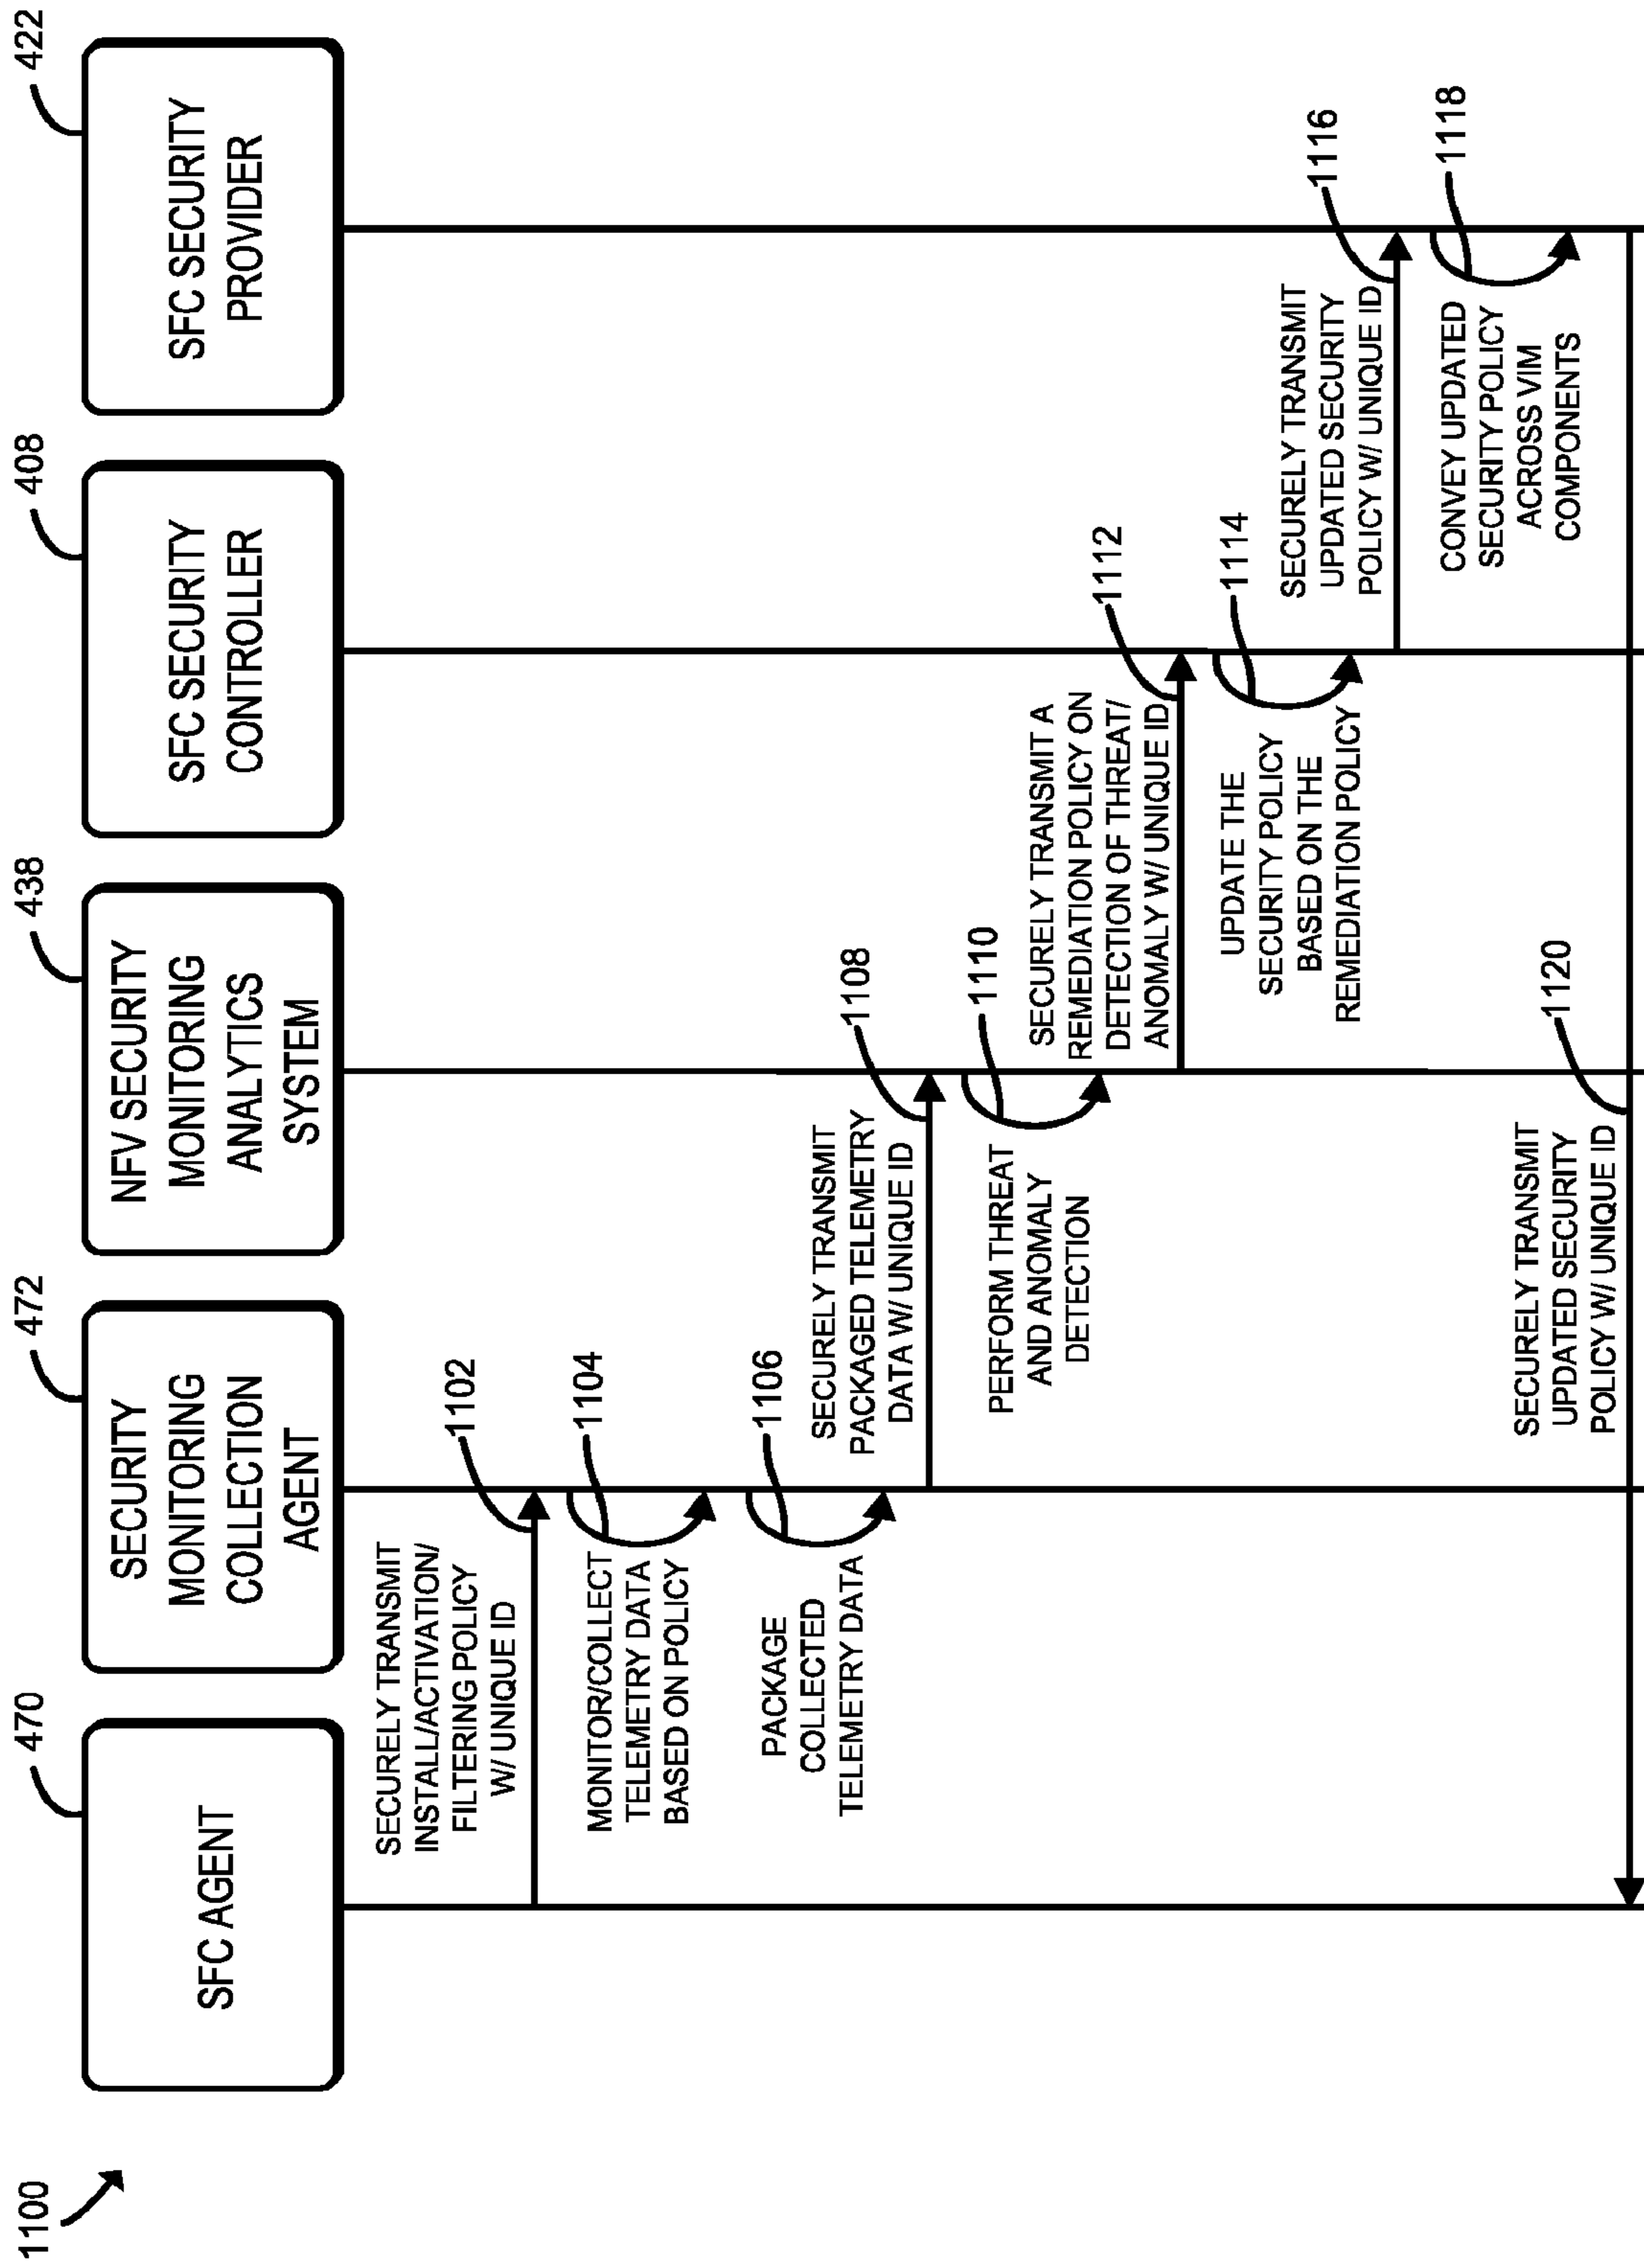 1100
470
SFC AGENT
472
SECURITY
MONITORING
COLLECTION
AGENT
438
NFV SECURITY
MONITORING
ANALYTICS
SYSTEM
408
SFC SECURITY
CONTROLLER
422
SFC SECURITY
PROVIDER
SECURELY TRANSMIT
INSTALL/ACTIVATION/
FILTERING POLICY
W/ UNIQUE ID
1102
MONITOR/COLLECT
TELEMETRY DATA
BASED ON POLICY
1104
PACKAGE
COLLECTED
TELEMETRY DATA
1106
SECURELY TRANSMIT
PACKAGED TELEMETRY
DATA W/ UNIQUE ID
1108
PERFORM THREAT
AND ANOMALY
DETECTION
1110
SECURELY TRANSMIT A
REMEDIATION POLICY ON
DETECTION OF THREAT/
ANOMALY W/ UNIQUE ID
1112
UPDATE THE
SECURITY POLICY
BASED ON THE
REMEDIATION POLICY
1114
SECURELY TRANSMIT
UPDATED SECURITY
POLICY W/ UNIQUE ID
1116
CONVEY UPDATED
SECURITY POLICY
ACROSS VIM
COMPONENTS
1118
SECURELY TRANSMIT
UPDATED SECURITY
POLICY W/ UNIQUE ID
1120